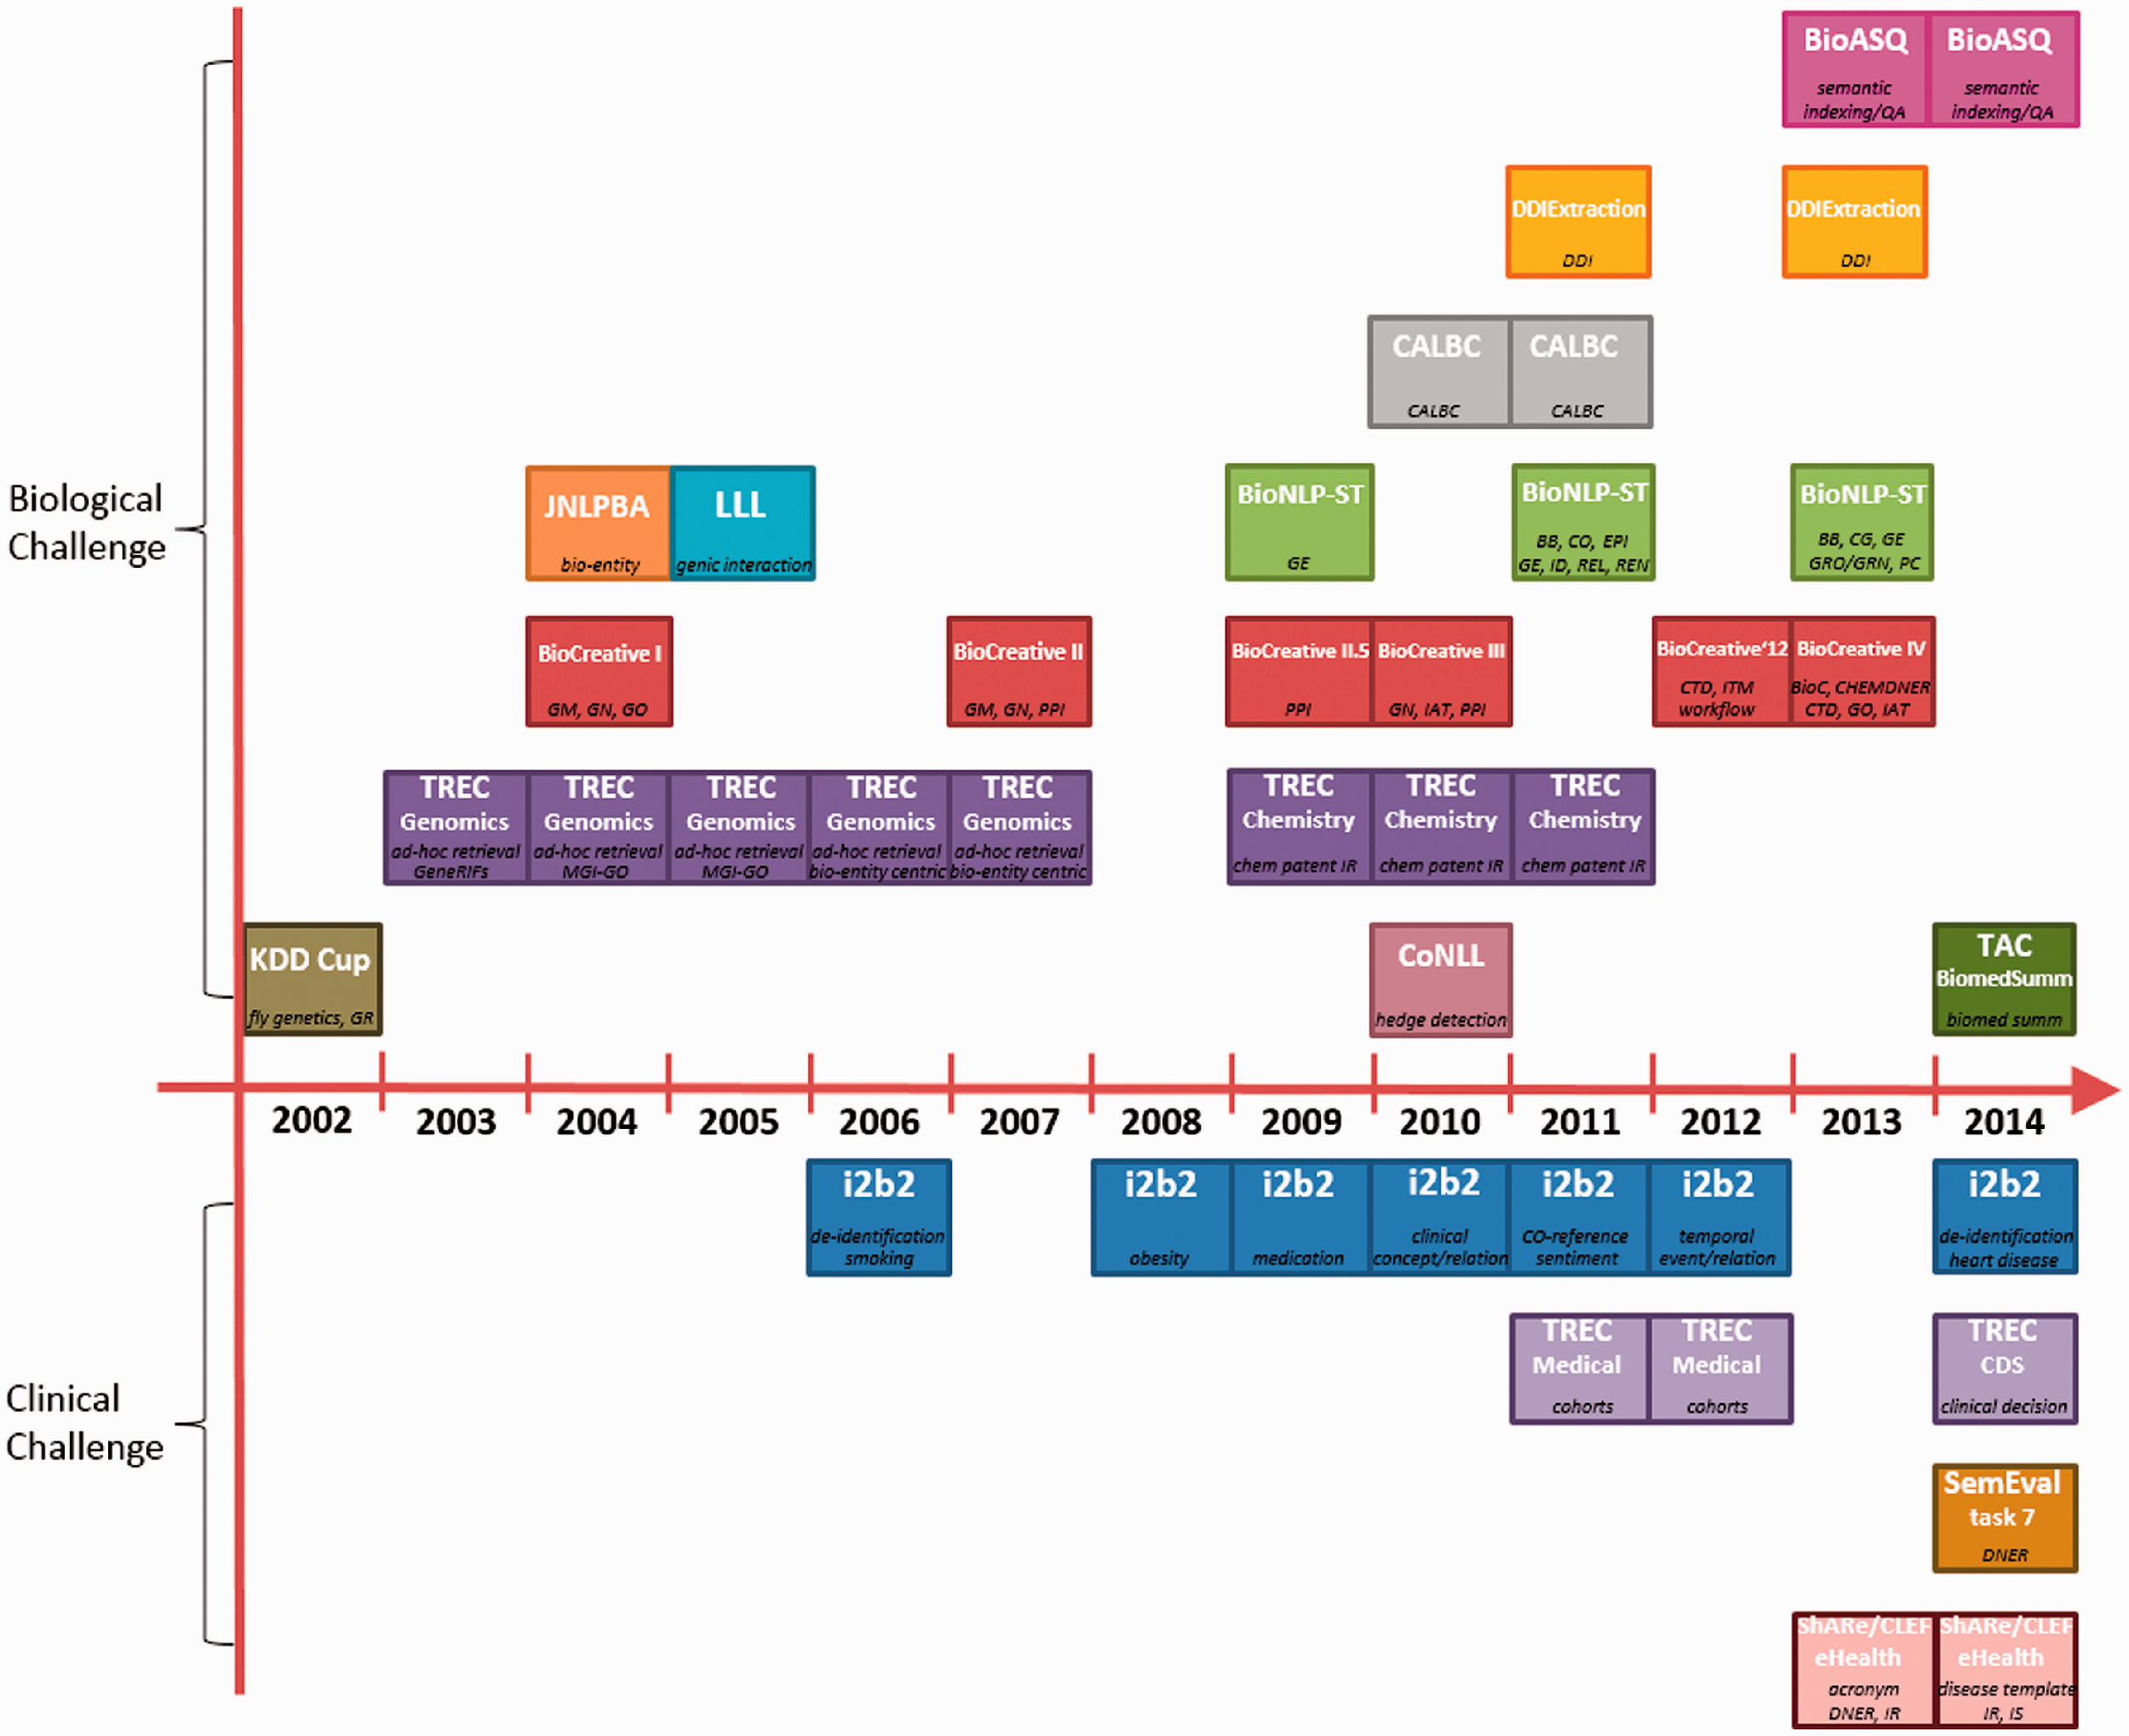 BioASQ
semantic
indexing/QA
BioASQ
semantic
indexing/QA
DDIExtraction
DDI
DDIExtraction
DDI
CALBC
CALBC
CALBC
CALBC
Biological
Challenge
JNLPBA
bio-entity
LLL
genic interaction
BioNLP-ST
GE
BioNLP-ST
BB, CO, EPI
GE, ID, REL, REN
BioNLP-ST
BB, CG, GE
GRO/GRN, PC
BioCreative I
GM, GN, GO
BioCreative II
GM, GN, PPI
BioCreative II.5
PPI
BioCreative III
GN, IAT, PPI
BioCreative‘12
CTD, ITM
workflow
BioCreative IV
BioC, CHEMDNER
CTD, GO, IAT
TREC
Genomics
ad-hoc retrieval
GeneRIFs
TREC
Genomics
ad-hoc retrieval
MGI-GO
TREC
Genomics
ad-hoc retrieval
MGI-GO
TREC
Genomics
ad-hoc retrieval
bio-entity centric
TREC
Genomics
ad-hoc retrieval
bio-entity centric
TREC
Chemistry
chem patent IR
TREC
Chemistry
chem patent IR
TREC
Chemistry
chem patent IR
KDD Cup
fly genetics, GR
CoNLL
hedge detection
TAC
BiomedSumm
biomed summ
2002 2003 2004 2005 2006 2007 2008 2009 2010 2011 2012 2013 2014
i2b2
de-identification
smoking
i2b2
obesity
i2b2
medication
i2b2
clinical
concept/relation
i2b2
CO-reference
sentiment
i2b2
temporal
event/relation
i2b2
de-identification
heart disease
Clinical
Challenge
TREC
Medical
cohorts
TREC
Medical
cohorts
TREC
CDS
clinical decision
SemEval
task 7
DNER
ShARe/CLEF
eHealth
acronym
DNER, IR
ShARe/CLEF
eHealth
disease template
IR, IS